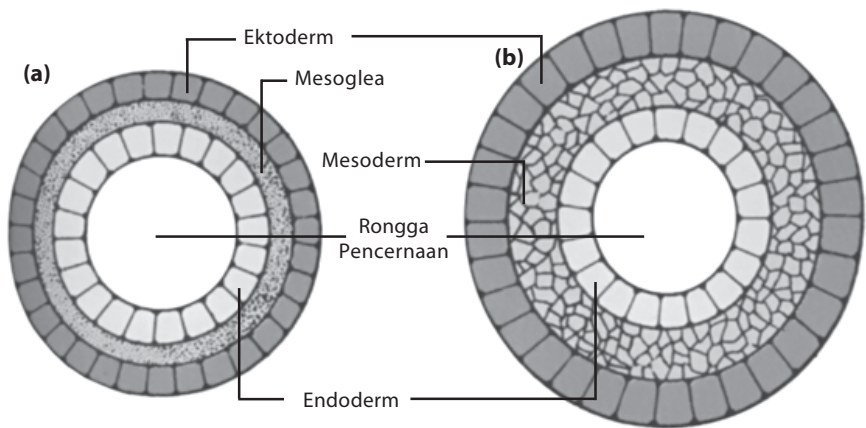 Ektoderm
(a)
(b)
Mesoglea
Mesoderm
Rongga
Pencernaan
Endoderm